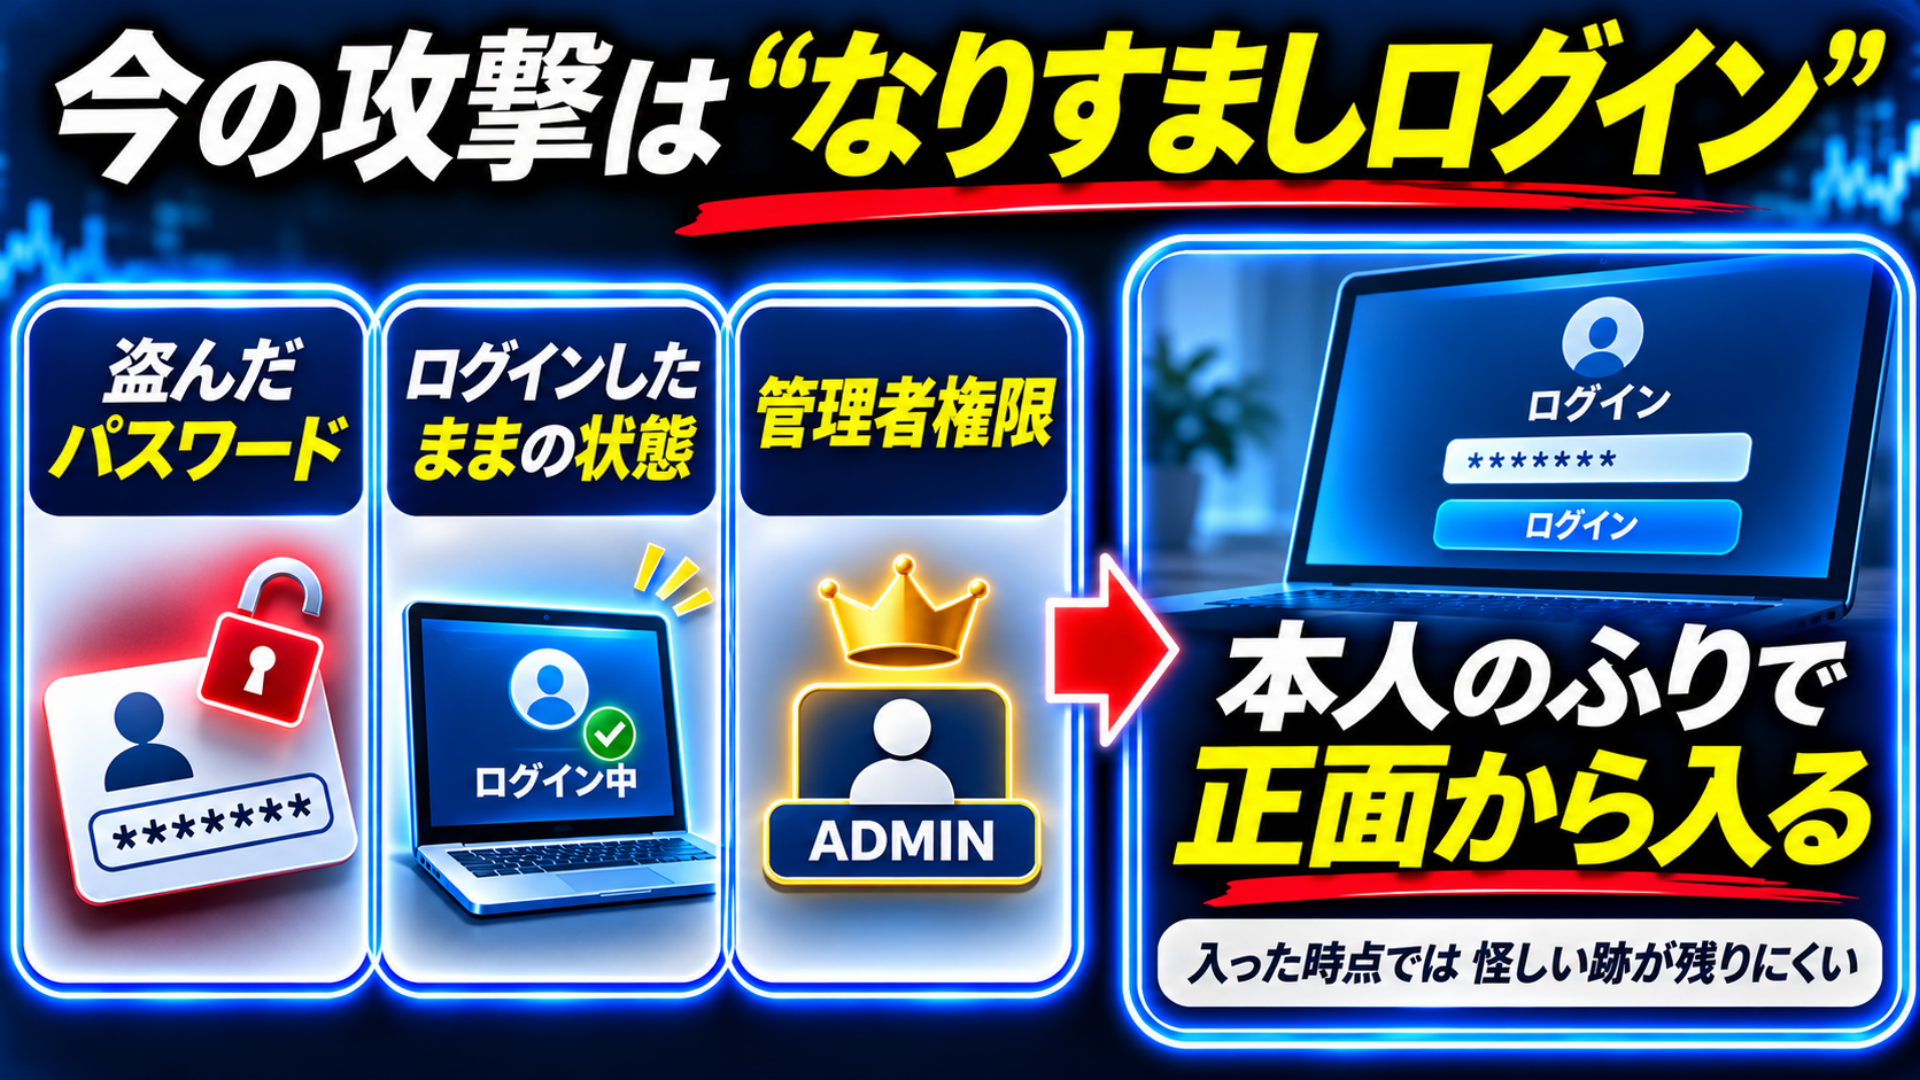 今の攻撃は“なりすましログイン”
盗んだ
パスワード
*******
ログインした
ままの状態
ログイン中
管理者権限
ADMIN
ログイン
*******
ログイン
本人のふりで
正面から入る
入った時点では 怪しい跡が残りにくい